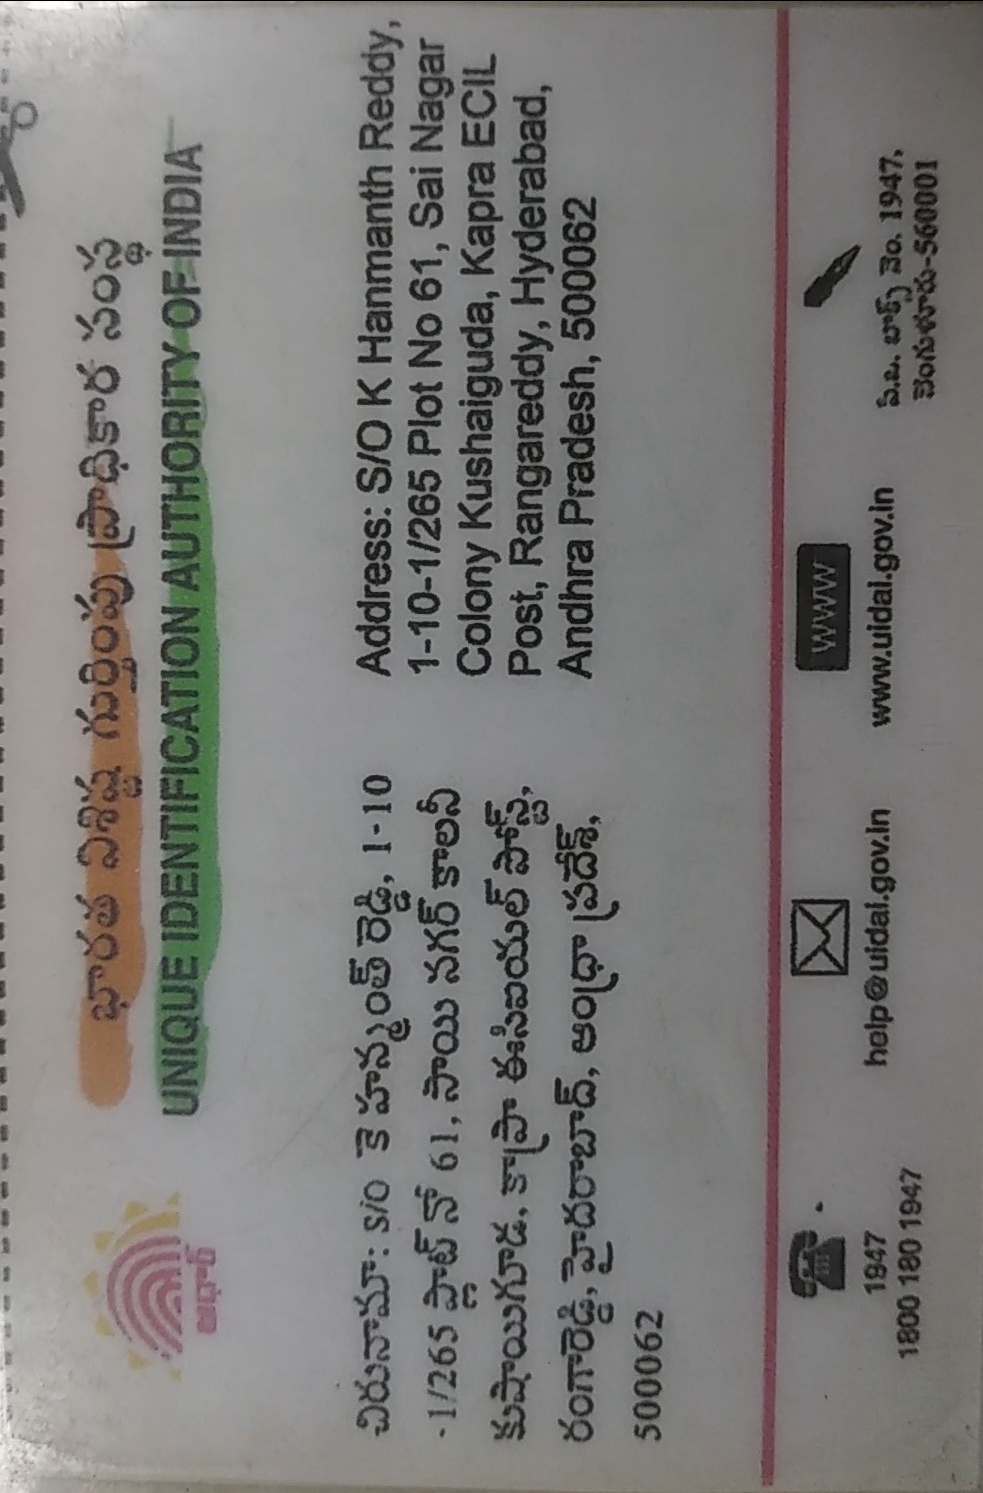 భారత విశిష్ట గుర్తింపు ప్రాధికార సంస్థ
UNIQUE IDENTIFICATION AUTHORITY OF INDIA
ఆధార్
చిరునామా: S/O కె హన్మంత్ రెడ్డి, 1-10
-1/265 ప్లాట్ నో 61, సాయి నగర్ కాలనీ
కుషాయిగూడ, కాప్రా ఈసిఐయల్ పోస్ట్,
రంగారెడ్డి, హైదరాబాద్, ఆంధ్రా ప్రదేశ్,
500062
Address: S/O K Hanmanth Reddy,
1-10-1/265 Plot No 61, Sai Nagar
Colony Kushaiguda, Kapra ECIL
Post, Rangareddy, Hyderabad,
Andhra Pradesh, 500062
1947
1800 180 1947
help@uidai.gov.in
WWW
www.uidai.gov.in
పి.బి. బాక్స్ నెం. 1947,
బెంగుళూరు-560001